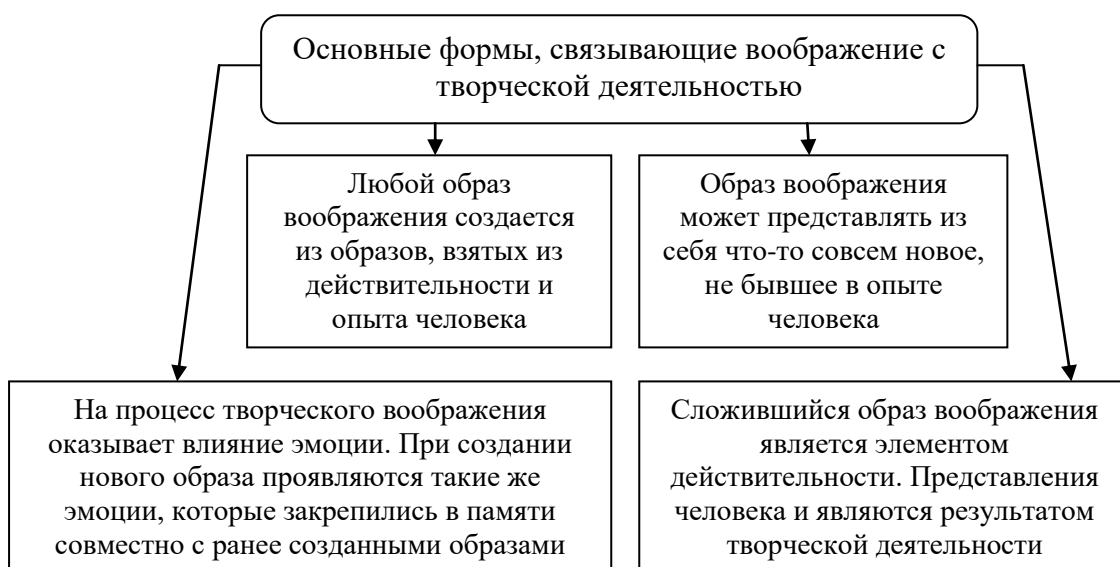 Основные формы, связывающие воображение с
творческой деятельностью
Любой образ
воображения создается
из образов, взятых из
действительности и
опыта человека
Образ воображения
может представлять из
себя что-то совсем новое,
не бывшее в опыте
человека
На процесс творческого воображения
оказывает влияние эмоции. При создании
нового образа проявляются такие же
эмоции, которые закрепились в памяти
совместно с ранее созданными образами
Сложившийся образ воображения
является элементом
действительности. Представления
человека и являются результатом
творческой деятельности